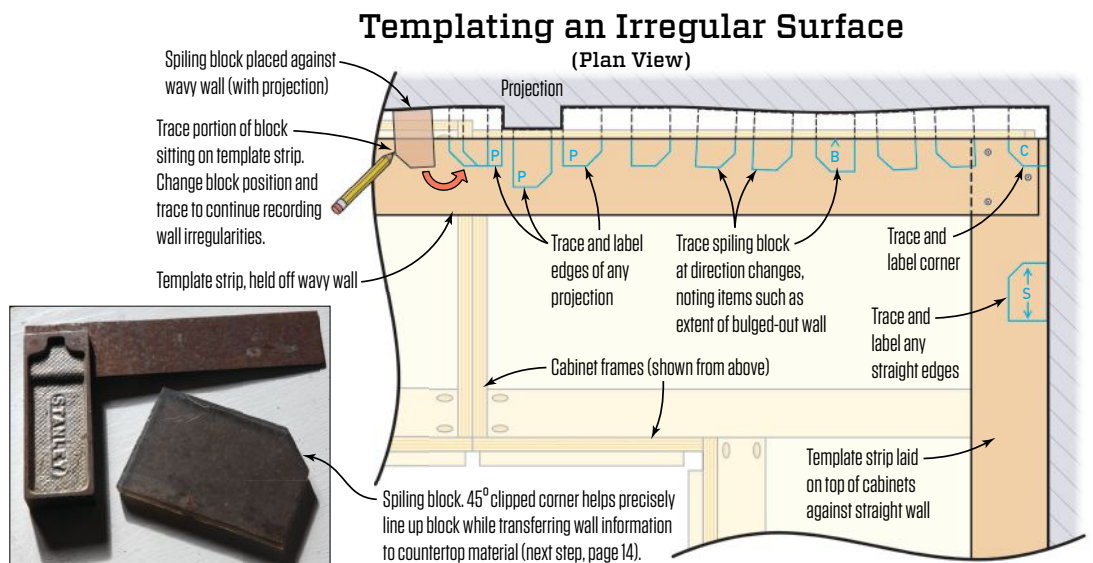 Templating an Irregular Surface
(Plan View)
Spiling block placed against
wavy wall (with projection)
Projection
Trace portion of block
sitting on template strip.
Change block position and
trace to continue recording
wall irregularities.
P
P
P
B
C
Template strip, held off wavy wall
Trace and label
edges of any
projection
Trace spiling block
at direction changes,
noting items such as
extent of bulged-out wall
Trace and
label corner
S
Trace and
label any
straight edges
Cabinet frames (shown from above)
STANLEY
Template strip laid
on top of cabinets
against straight wall
Spiling block. 45° clipped corner helps precisely
line up block while transferring wall information
to countertop material (next step, page 14).